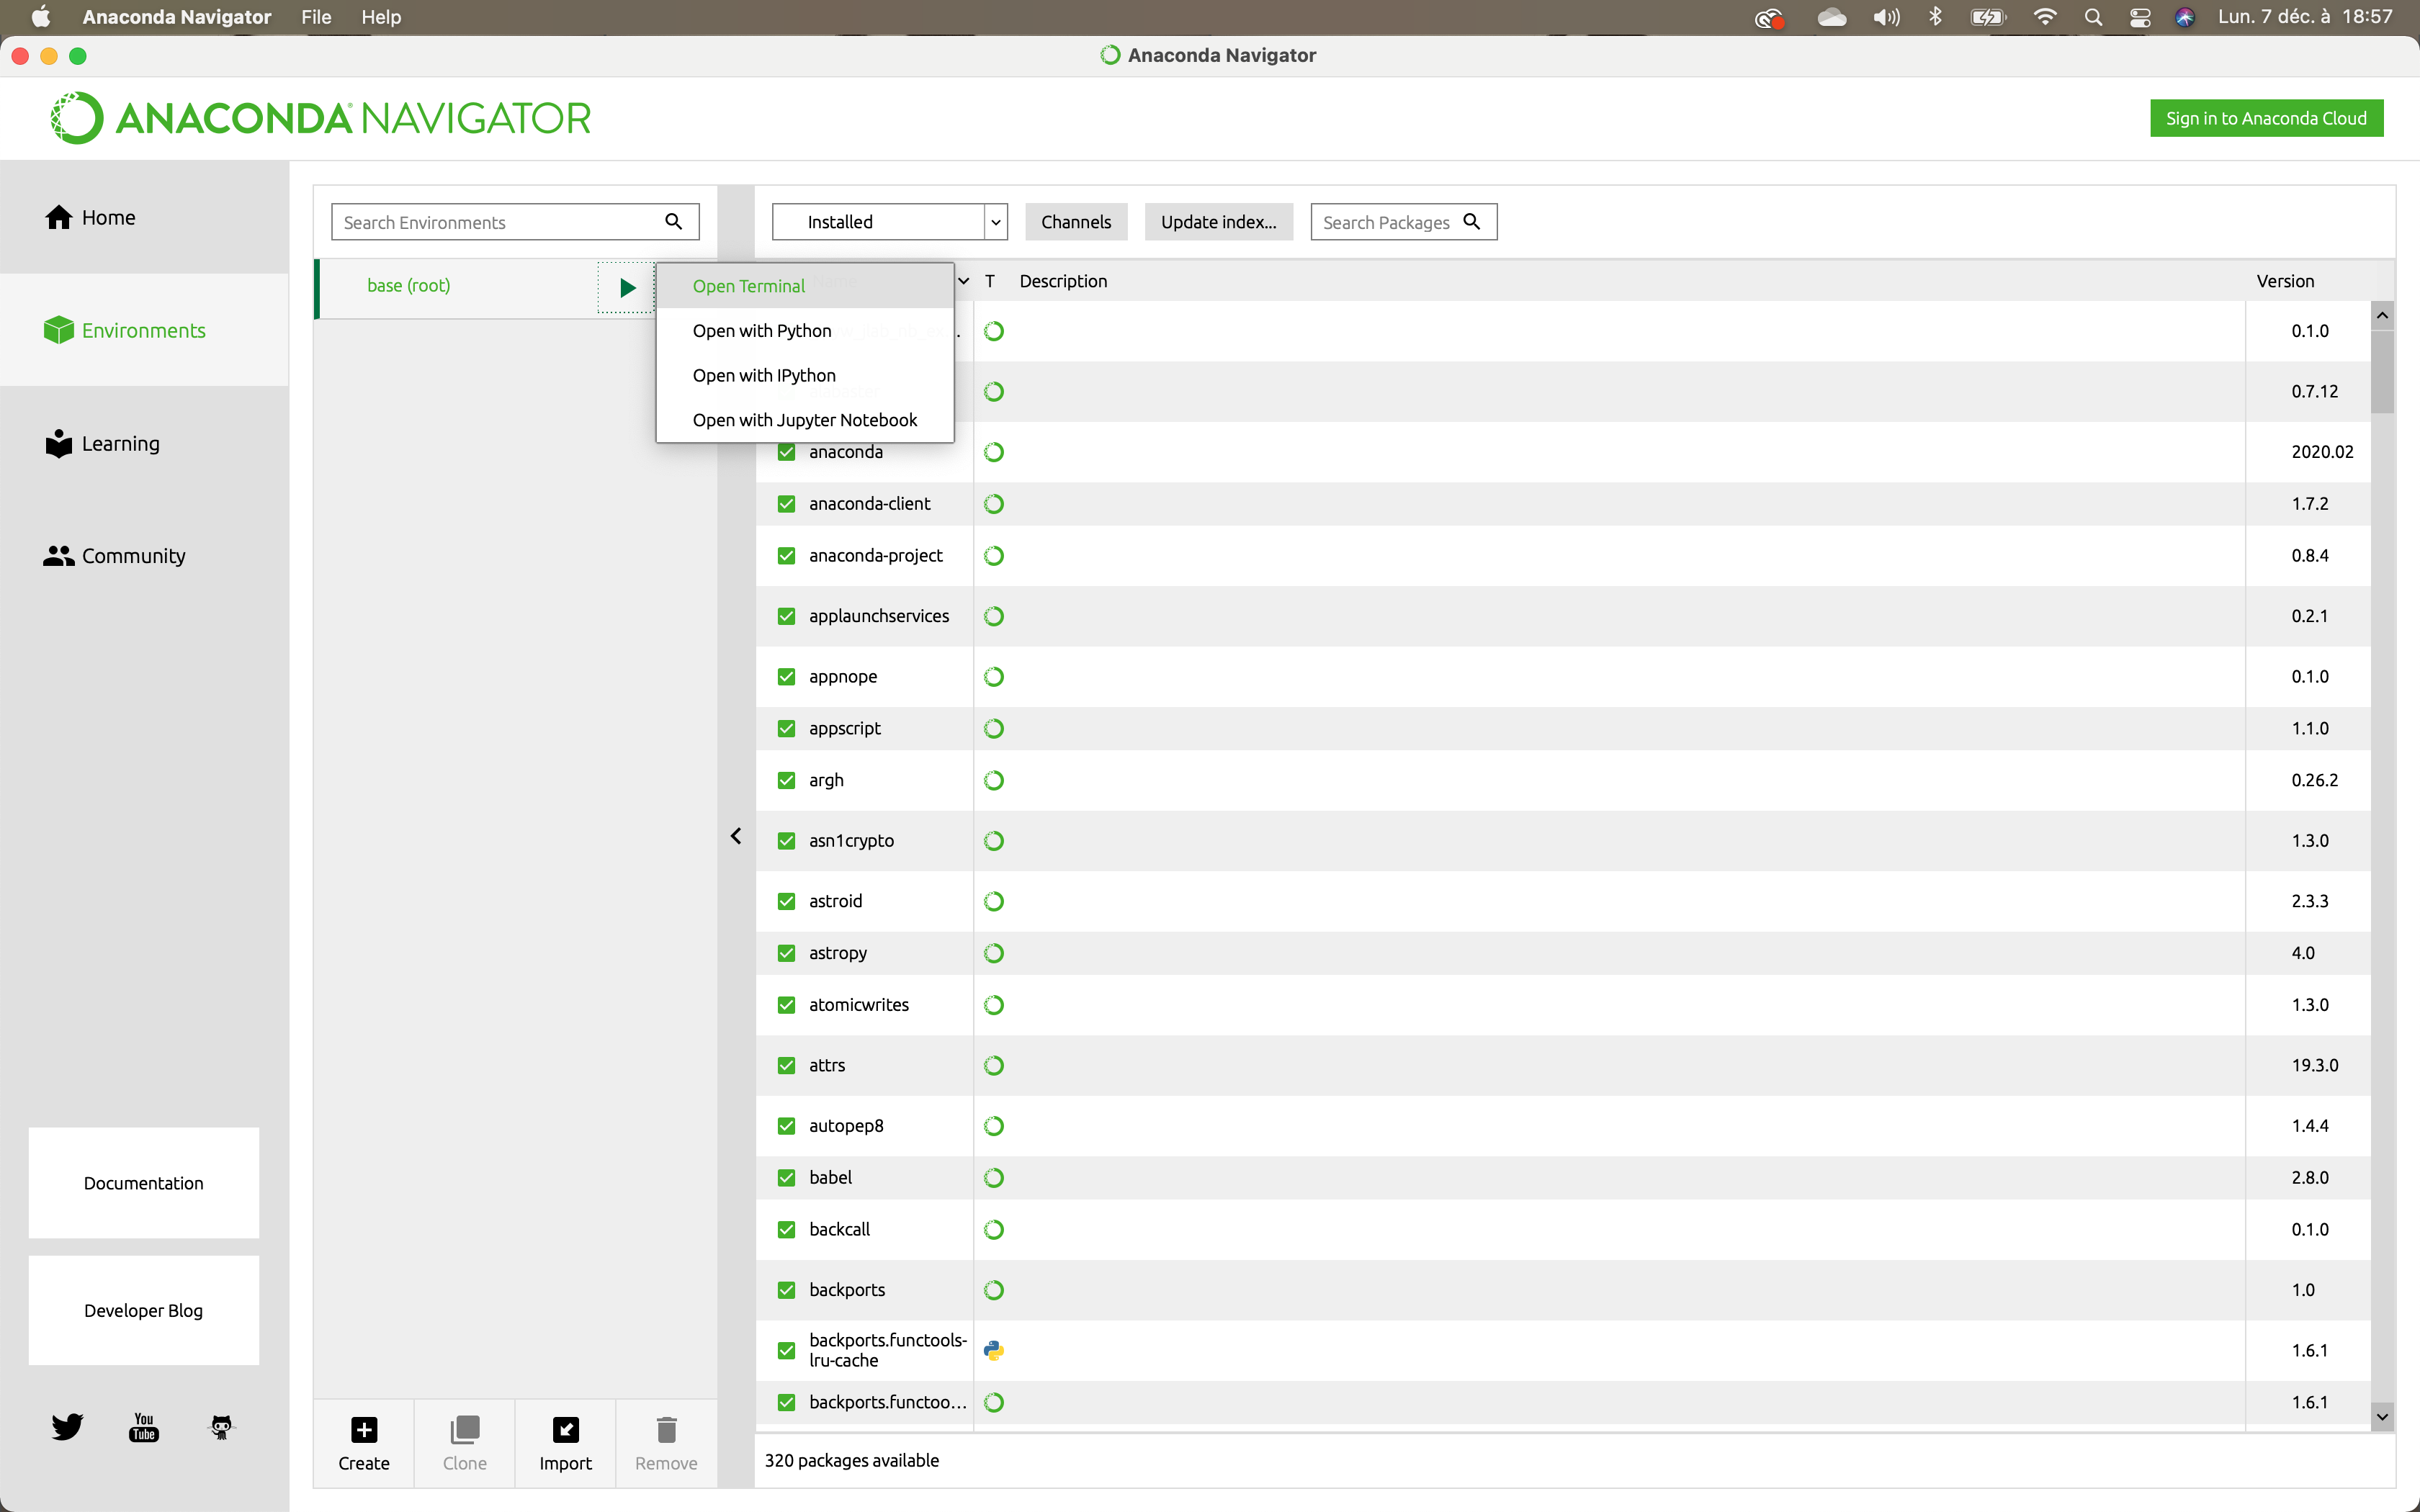 Anaconda Navigator File Help Lun. 7 déc. à 18:57
Anaconda Navigator
ANACONDA NAVIGATOR
Sign in to Anaconda Cloud
Home
Environments
Learning
Community
Documentation
Developer Blog
You
Tube
Search Environments
base (root)
Open Terminal
Open with Python
Open with IPython
Open with Jupyter Notebook
Create Clone Import Remove
Installed Channels Update index... Search Packages
T Description Version
0.1.0
0.7.12
anaconda 2020.02
anaconda-client 1.7.2
anaconda-project 0.8.4
applaunchservices 0.2.1
appnope 0.1.0
appscript 1.1.0
argh 0.26.2
asn1crypto 1.3.0
astroid 2.3.3
astropy 4.0
atomicwrites 1.3.0
attrs 19.3.0
autopep8 1.4.4
babel 2.8.0
backcall 0.1.0
backports 1.0
backports.functools-
lru-cache 1.6.1
backports.functoo... 1.6.1
320 packages available